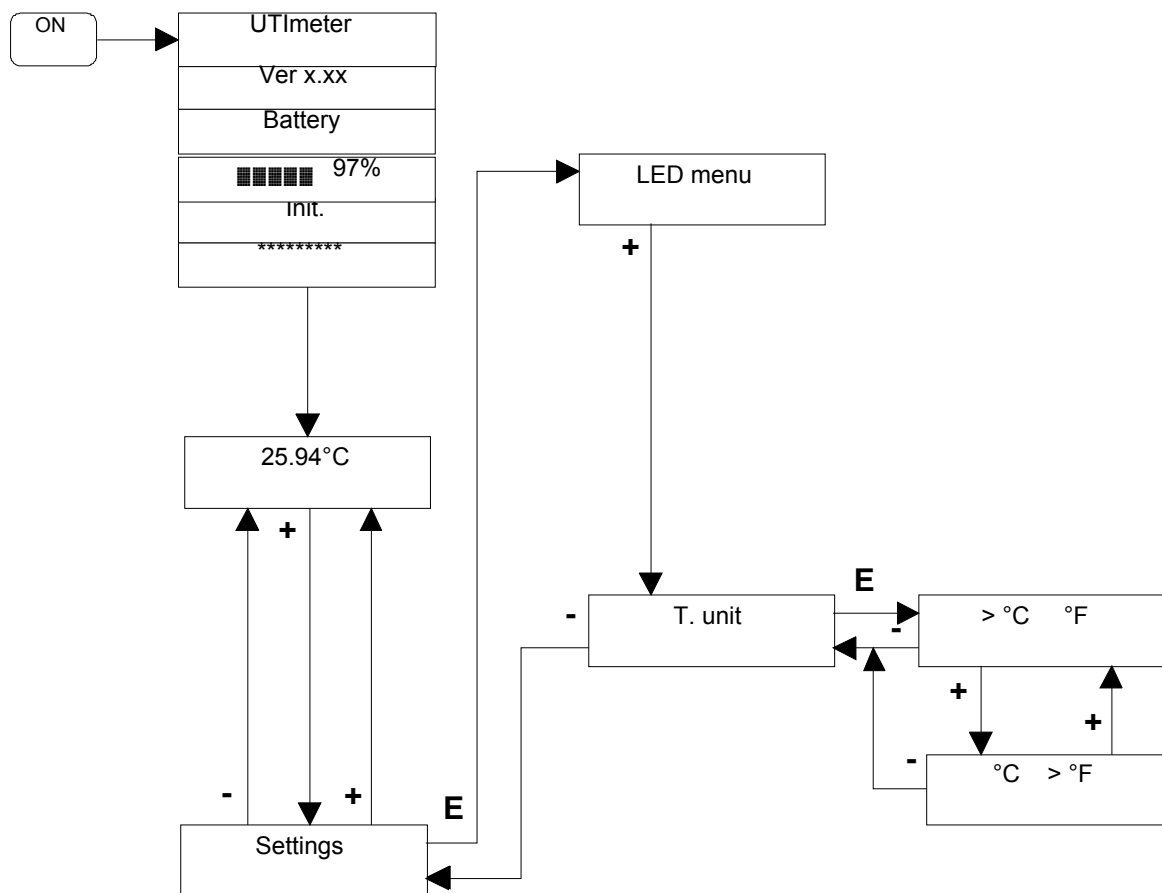 ON
UTImeter
Ver x.xx
Battery
97%
Init.
*********
LED menu
+
25.94°C
+
E
-
T. unit
-
> °C °F
+
+
-
°C > °F
-
+
E
Settings